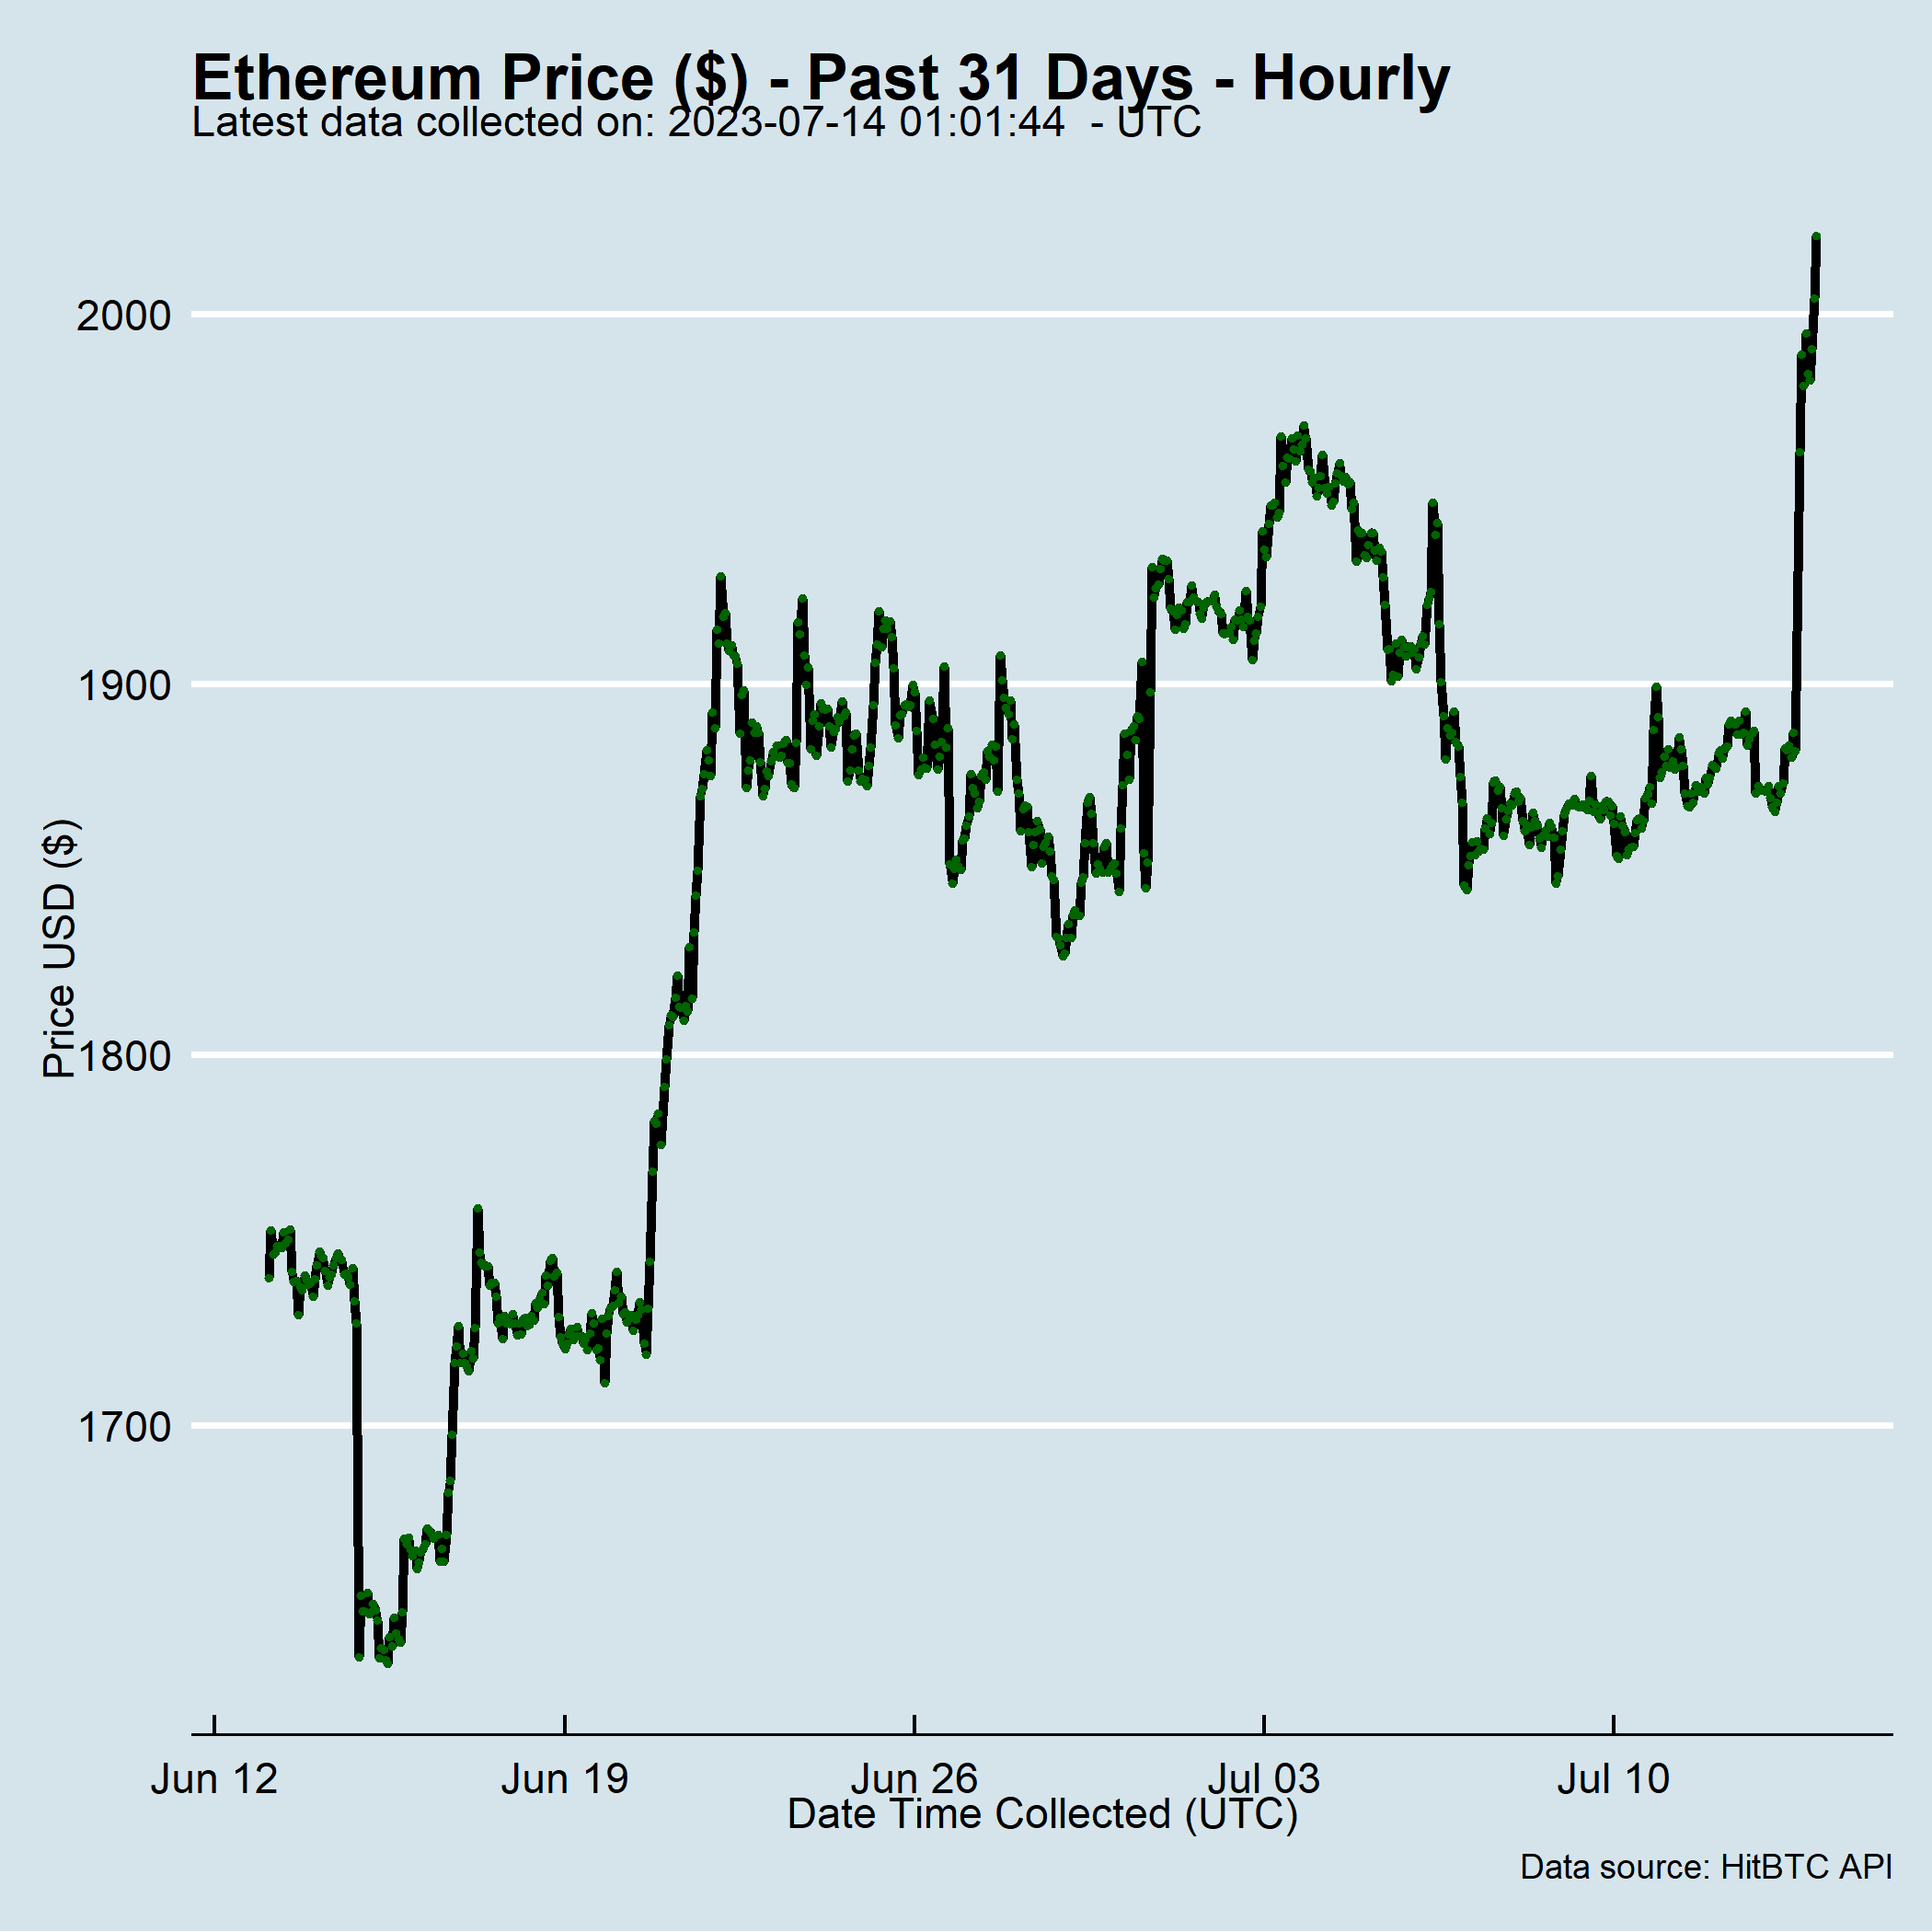 Ethereum Price ($) - Past 31 Days - Hourly
Latest data collected on: 2023-07-14 01:01:44  - UTC
2000
1900
1800
1700
Price USD ($)
Jun 12
Jun 19
Jun 26
Jul 03
Jul 10
Date Time Collected (UTC)
Data source: HitBTC API